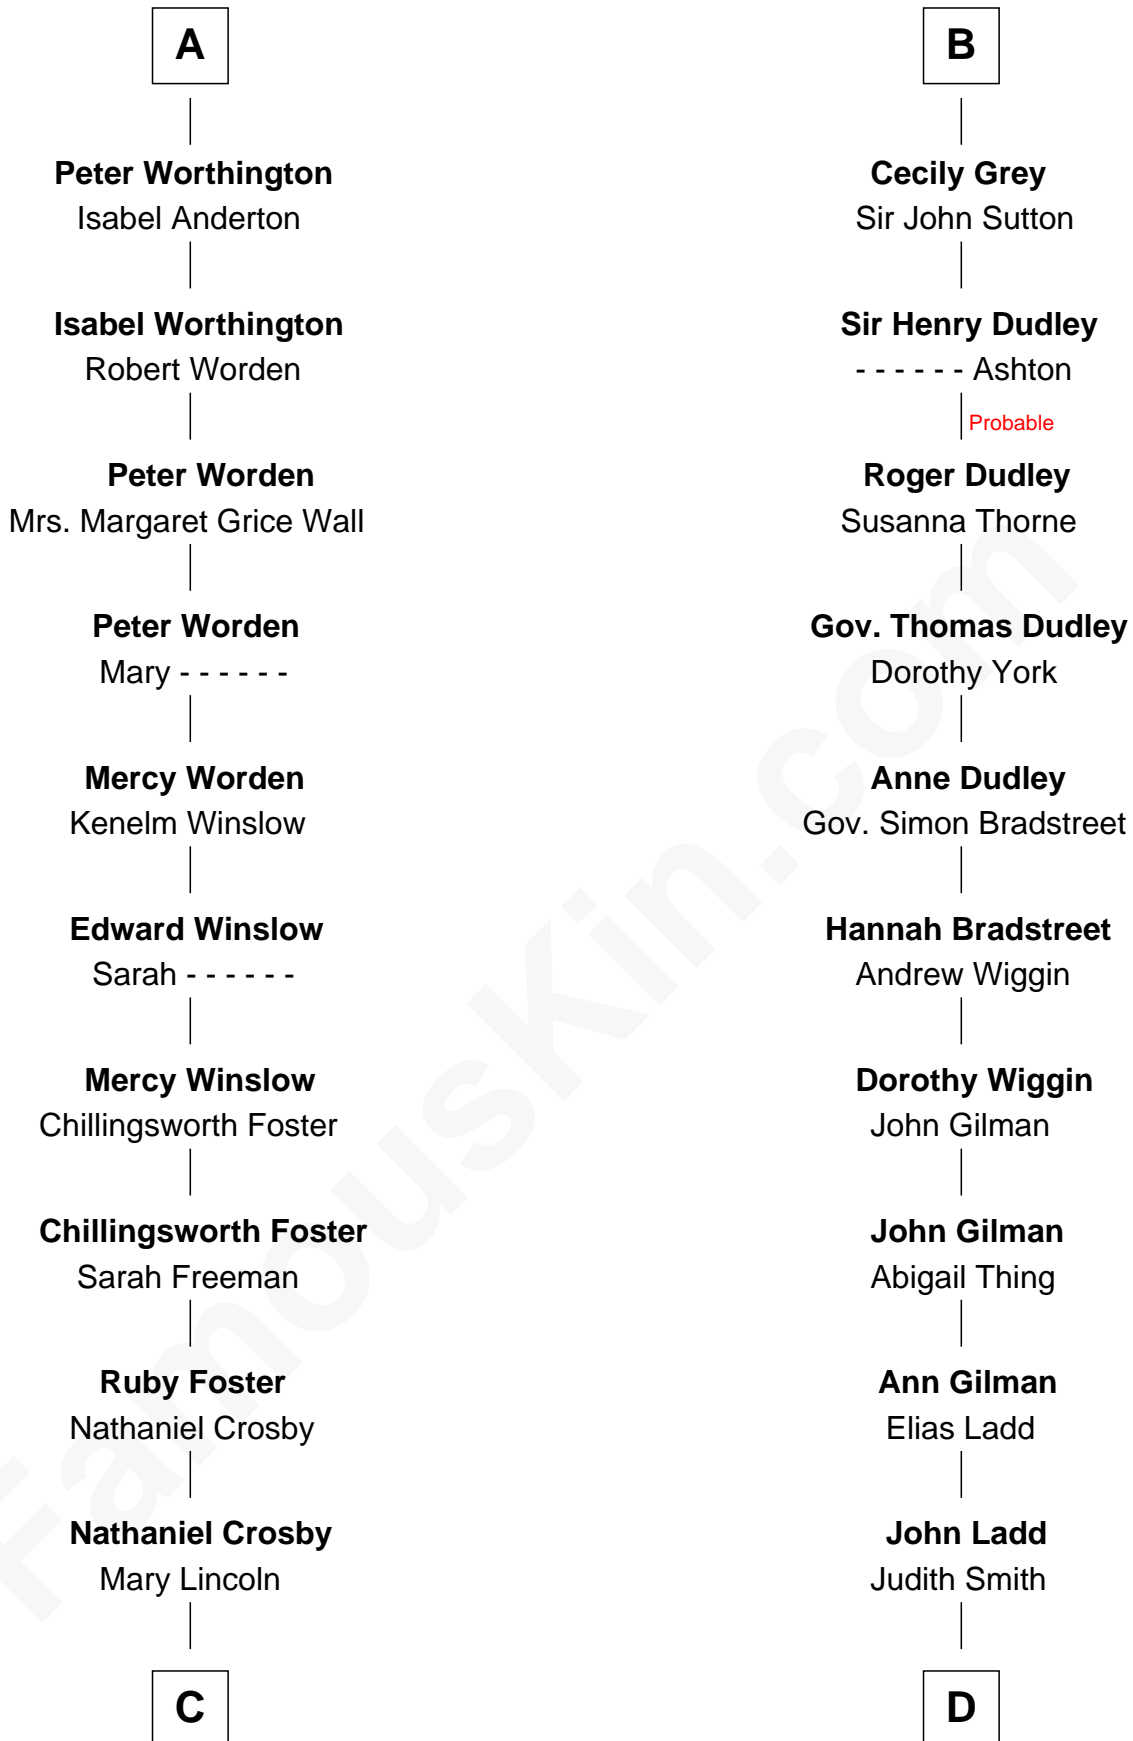 A
Peter Worthington
Isabel Anderton
Isabel Worthington
Robert Worden
Peter Worden
Mrs. Margaret Grice Wall
Peter Worden
Mary - - - - - -
Mercy Worden
Kenelm Winslow
Edward Winslow
Sarah - - - - - -
Mercy Winslow
Chillingsworth Foster
Chillingsworth Foster
Sarah Freeman
Ruby Foster
Nathaniel Crosby
Nathaniel Crosby
Mary Lincoln
C
B
Cecily Grey
Sir John Sutton
Sir Henry Dudley
- - - - - - Ashton
Probable
Roger Dudley
Susanna Thorne
Gov. Thomas Dudley
Dorothy York
Anne Dudley
Gov. Simon Bradstreet
Hannah Bradstreet
Andrew Wiggin
Dorothy Wiggin
John Gilman
John Gilman
Abigail Thing
Ann Gilman
Elias Ladd
John Ladd
Judith Smith
D
FamousKin.com